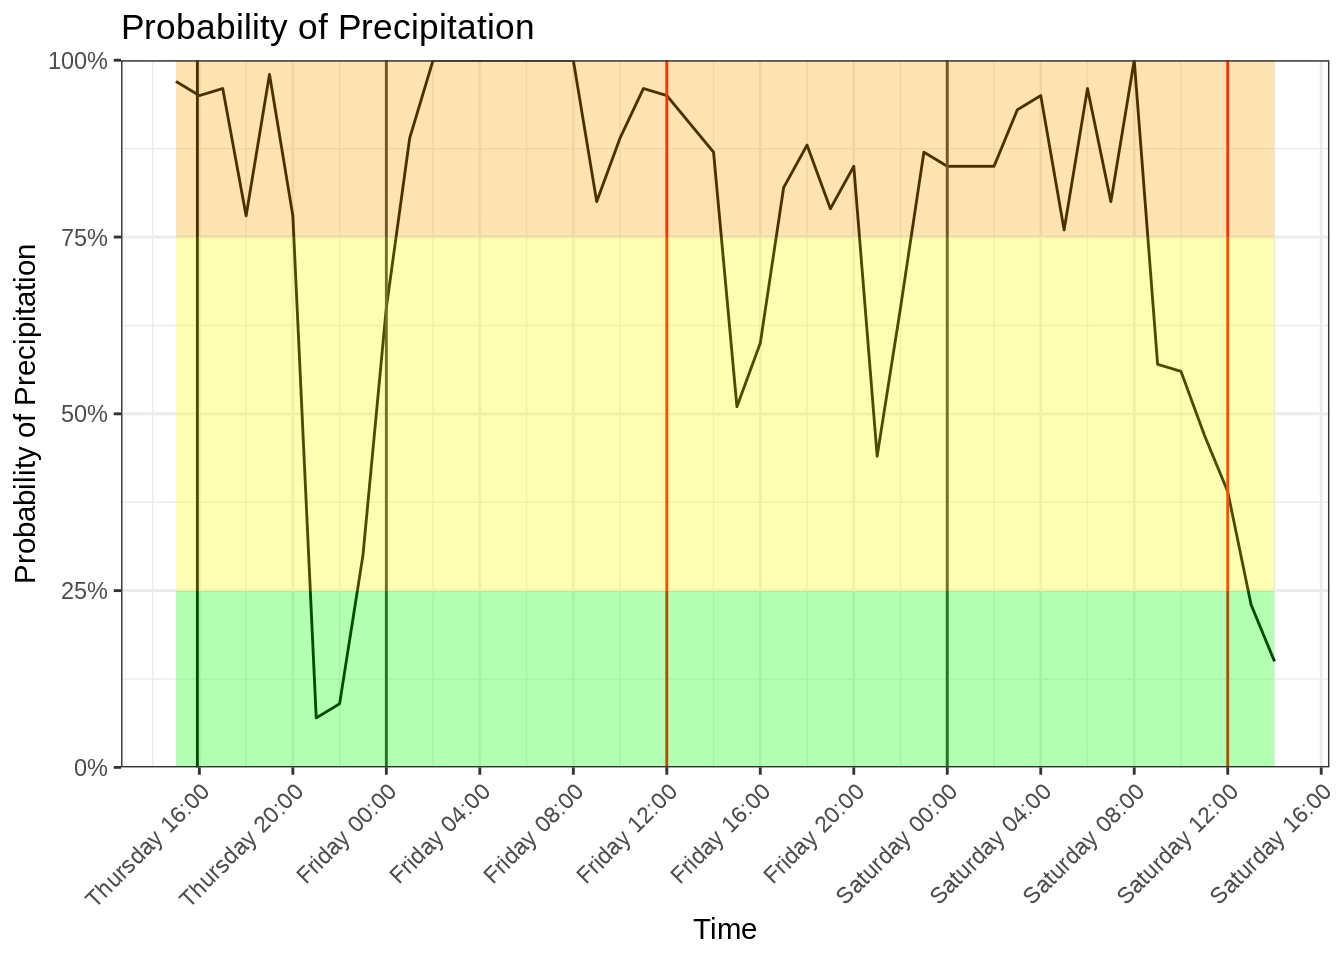 Probability of Precipitation
Probability of Precipitation
100%
75%
50%
25%
0%
Thursday 16:00
Thursday 20:00
Friday 00:00
Friday 04:00
Friday 08:00
Friday 12:00
Friday 16:00
Friday 20:00
Saturday 00:00
Saturday 04:00
Saturday 08:00
Saturday 12:00
Saturday 16:00
Time